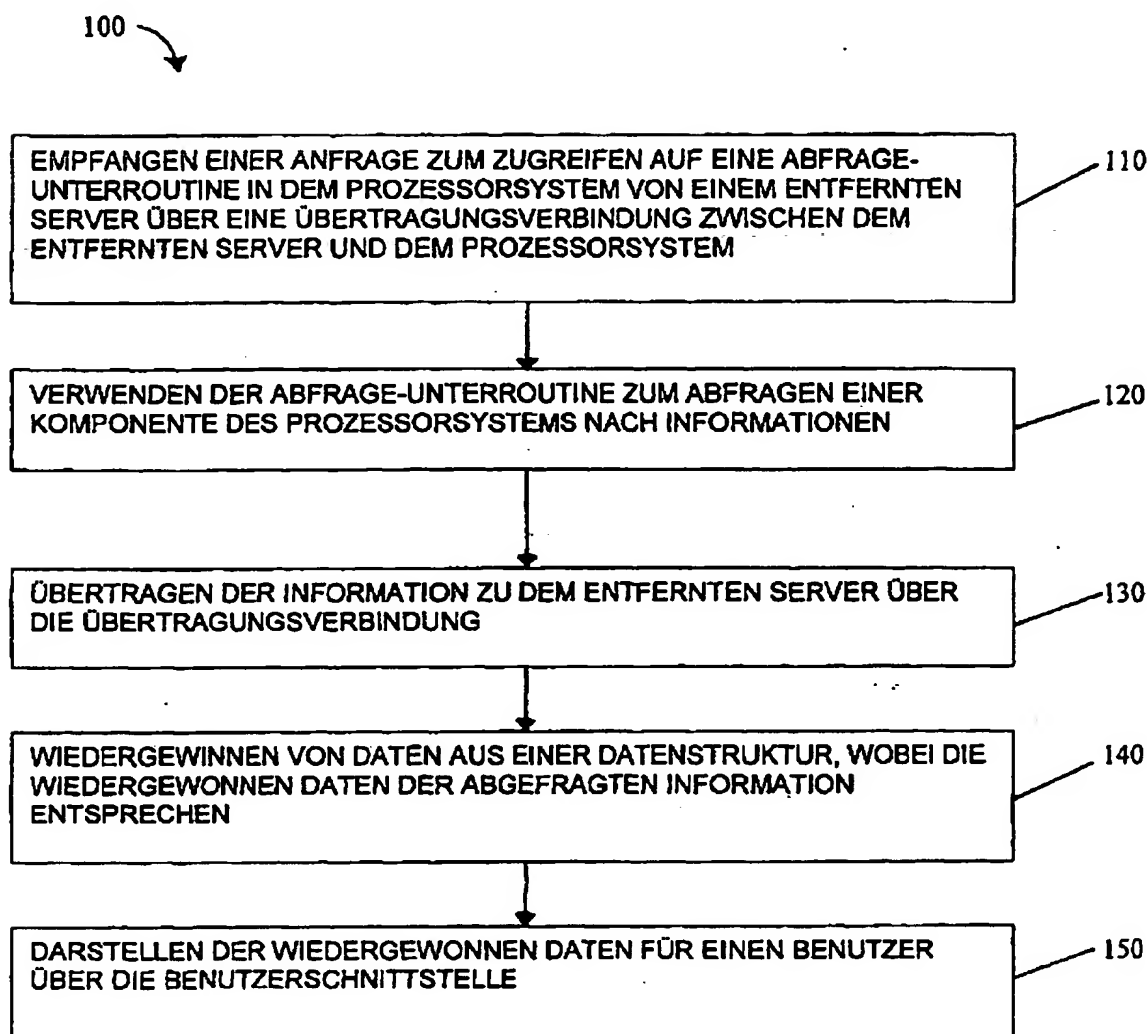 100
EMPFANGEN EINER ANFRAGE ZUM ZUGREIFEN AUF EINE ABFRAGE-
UNTERROUTINE IN DEM PROZESSORSYSTEM VON EINEM ENTFERNTEN
SERVER ÜBER EINE ÜBERTRAGUNGSVERBINDUNG ZWISCHEN DEM
ENTFERNTEN SERVER UND DEM PROZESSORSYSTEM
110
VERWENDEN DER ABFRAGE-UNTERROUTINE ZUM ABFRAGEN EINER
KOMPONENTE DES PROZESSORSYSTEMS NACH INFORMATIONEN
120
ÜBERTRAGEN DER INFORMATION ZU DEM ENTFERNTEN SERVER ÜBER
DIE ÜBERTRAGUNGSVERBINDUNG
130
WIEDERGEWINNEN VON DATEN AUS EINER DATENSTRUKTUR, WOBEI DIE
WIEDERGEWONNEN DATEN DER ABGEFRAGTEN INFORMATION
ENTSPRECHEN
140
DARSTELLEN DER WIEDERGEWONNEN DATEN FÜR EINEN BENUTZER
ÜBER DIE BENUTZERSCHNITTSTELLE
150